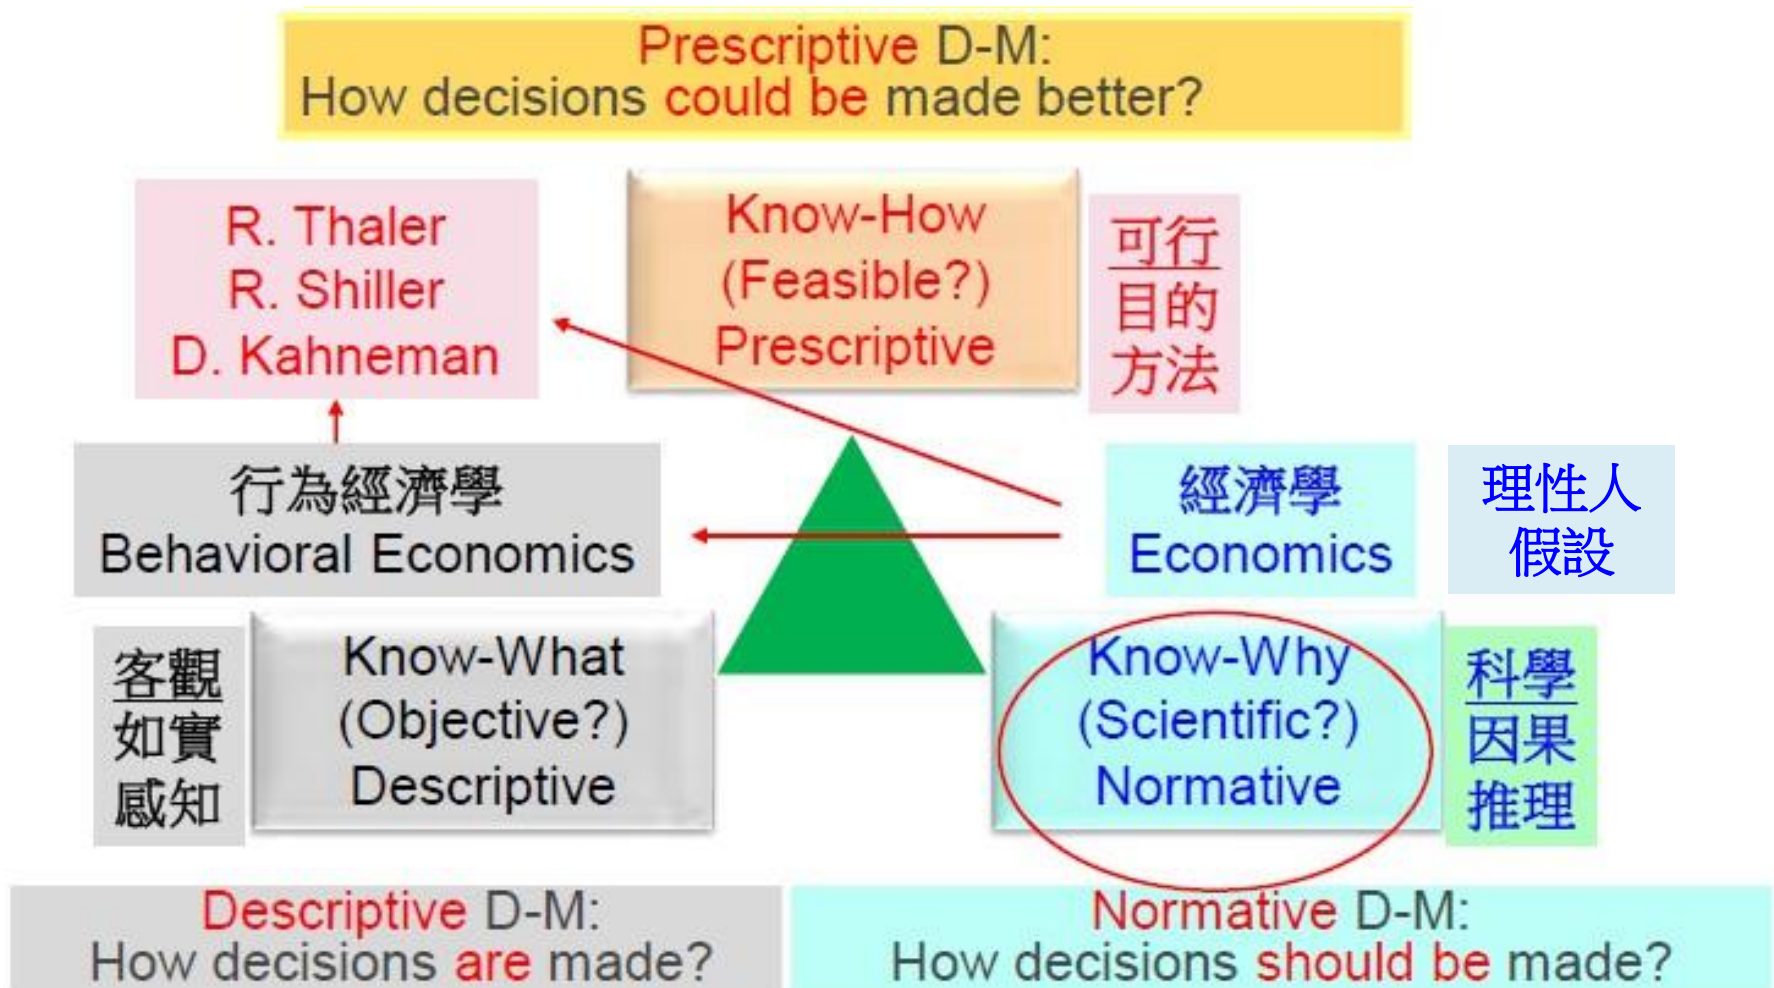 Prescriptive D-M:
How decisions could be made better?
R. Thaler
R. Shiller
D. Kahneman
Know-How
(Feasible?)
Prescriptive
可行
目的
方法
行為經濟學
Behavioral Economics
經濟學
Economics
理性人
假設
客觀
如實
感知
Know-What
(Objective?)
Descriptive
Know-Why
(Scientific?)
Normative
科學
因果
推理
Descriptive D-M:
How decisions are made?
Normative D-M:
How decisions should be made?